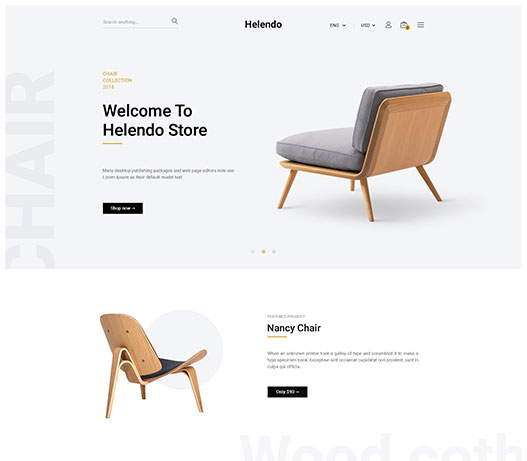 Search anything...
Helendo
ENG
USD
0
CHAIR
CHAIR
COLLECTION
2018
Welcome To
Helendo Store
Many desktop publishing packages and web page editors now use
Lorem Ipsum as their default model text
Shop now
FEATURED PRODUCT
Nancy Chair
When an unknown printer took a galley of type and scrambled it to make a
type specimen book. Excepteur sint occaecat cupidatat non proident, sunt in
culpa qui officia.
Only $90
Wood coth